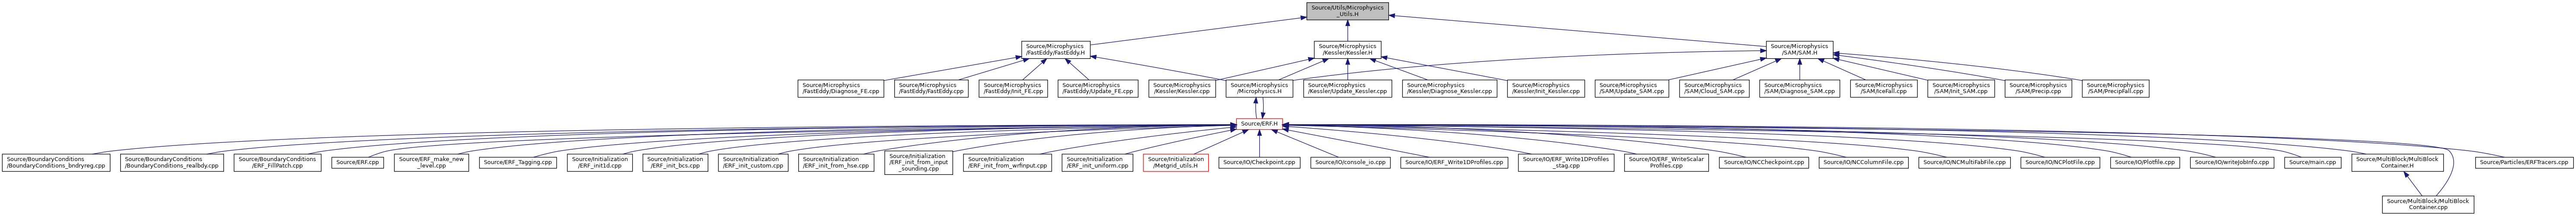 Source/Utils/Microphysics
_Utils.H
Source/Microphysics
/FastEddy/FastEddy.H
Source/Microphysics
/Kessler/Kessler.H
Source/Microphysics
/SAM/SAM.H
Source/Microphysics
/FastEddy/Diagnose_FE.cpp
Source/Microphysics
/FastEddy/FastEddy.cpp
Source/Microphysics
/FastEddy/Init_FE.cpp
Source/Microphysics
/FastEddy/Update_FE.cpp
Source/Microphysics
/Kessler/Kessler.cpp
Source/Microphysics
/Microphysics.H
Source/Microphysics
/Kessler/Update_Kessler.cpp
Source/Microphysics
/Kessler/Diagnose_Kessler.cpp
Source/Microphysics
/Kessler/Init_Kessler.cpp
Source/Microphysics
/SAM/Update_SAM.cpp
Source/Microphysics
/SAM/Cloud_SAM.cpp
Source/Microphysics
/SAM/Diagnose_SAM.cpp
Source/Microphysics
/SAM/IceFall.cpp
Source/Microphysics
/SAM/Init_SAM.cpp
Source/Microphysics
/SAM/Precip.cpp
Source/Microphysics
/SAM/PrecipFall.cpp
Source/ERF.H
Source/BoundaryConditions
/BoundaryConditions_bndryreg.cpp
Source/BoundaryConditions
/BoundaryConditions_realbdy.cpp
Source/BoundaryConditions
/ERF_FillPatch.cpp
Source/ERF.cpp
Source/ERF_make_new
_level.cpp
Source/ERF_Tagging.cpp
Source/Initialization
/ERF_init1d.cpp
Source/Initialization
/ERF_init_bcs.cpp
Source/Initialization
/ERF_init_custom.cpp
Source/Initialization
/ERF_init_from_hse.cpp
Source/Initialization
/ERF_init_from_input
_sounding.cpp
Source/Initialization
/ERF_init_from_wrfinput.cpp
Source/Initialization
/ERF_init_uniform.cpp
Source/Initialization
/Metgrid_utils.H
Source/IO/Checkpoint.cpp
Source/IO/console_io.cpp
Source/IO/ERF_Write1DProfiles.cpp
Source/IO/ERF_Write1DProfiles
_stag.cpp
Source/IO/ERF_WriteScalar
Profiles.cpp
Source/IO/NCCheckpoint.cpp
Source/IO/NCColumnFile.cpp
Source/IO/NCMultiFabFile.cpp
Source/IO/NCPlotFile.cpp
Source/IO/Plotfile.cpp
Source/IO/writeJobInfo.cpp
Source/main.cpp
Source/MultiBlock/MultiBlock
Container.H
Source/Particles/ERFTracers.cpp
Source/MultiBlock/MultiBlock
Container.cpp